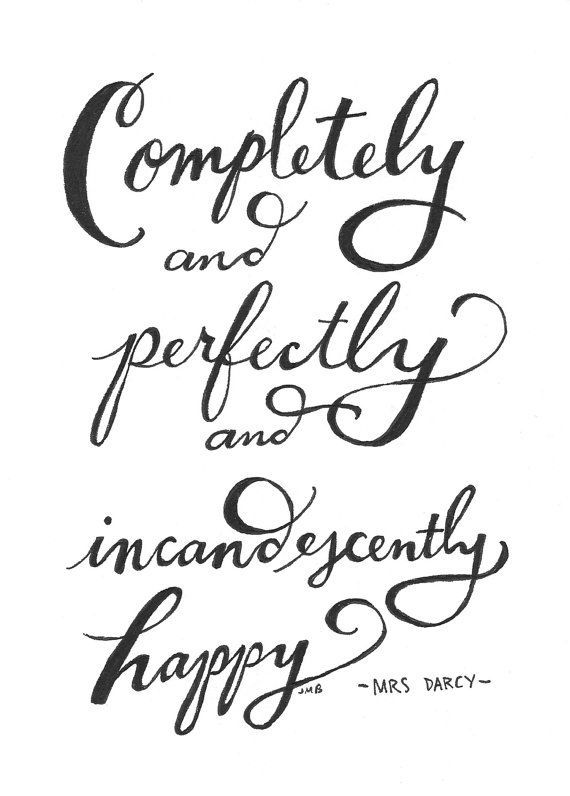 Completely
and
perfectly
and
incandescently
happy
JMB
-MRS DARCY-